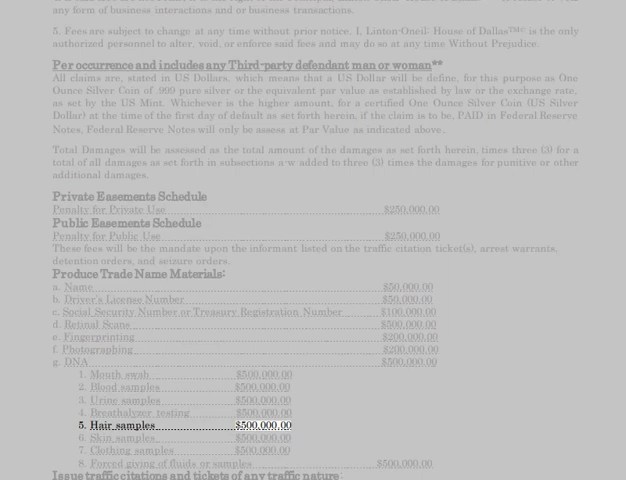 any form of business interactions and or business transactions.
5. Fees are subject to change at any time without prior notice. I, Linton-Oneil: House of Dallas™ᴹᴼ is the only
authorized personnel to alter, void, or enforce said fees and may do so at any time Without Prejudice.
Per occurrence and includes any Third-party defendant man or woman**
All claims are, stated in US Dollars, which means that a US Dollar will be define, for this purpose as One
Ounce Silver Coin of .999 pure silver or the equivalent par value as established by law or the exchange rate,
as set by the US Mint. Whichever is the higher amount, for a certified One Ounce Silver Coin (US Silver
Dollar) at the time of the first day of default as set forth herein, if the claim is to be, PAID in Federal Reserve
Notes, Federal Reserve Notes will only be assess at Par Value as indicated above.
Total Damages will be assessed as the total amount of the damages as set forth herein, times three (3) for a
total of all damages as set forth in subsections a-w added to three (3) times the damages for punitive or other
additional damages.
Private Easements Schedule
Penalty for Private Use $250,000.00
Public Easements Schedule
Penalty for Public Use $250,000.00
These fees will be the mandate upon the informant listed on the traffic citation ticket(s), arrest warrants,
detention orders, and seizure orders.
Produce Trade Name Materials:
a. Name $50,000.00
b. Driver's License Number $50,000.00
c. Social Security Number or Treasury Registration Number $100,000.00
d. Retinal Scans $500,000.00
e. Fingerprinting $200,000.00
f. Photographing $200,000.00
g. DNA $500,000.00
1. Mouth swab $500,000.00
2. Blood samples $500,000.00
3. Urine samples $500,000.00
4. Breathalyzer testing $500,000.00
5. Hair samples $500,000.00
6. Skin samples $500,000.00
7. Clothing samples $500,000.00
8. Forced giving of fluids or samples $500,000.00
Issue traffic citations and tickets of any traffic nature: